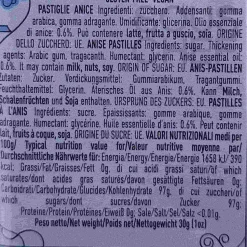 PASTIGLIE ANICE Ingredienti: zucchero. Addensanti: gomma
arabica, gomma adragante. Umidificante: glicerina. Olio essenziale
di anice: 0.6%. Può contenere latte, frutta a guscio, soia. ORIGINE
DELLO ZUCCHERO: UE. ANISE PASTILLES Ingredients: sugar. Thickening
agents: Arabic gum, tragacanth. Humectant: glycerin. Anise essential oil:
0.6%. It may contain milk, nuts, soy. ORIGIN OF SUGAR: EU. ANIS-PASTILLEN
Zutaten: Zucker. Verdickungsmittel: Gummiarabikum, Tragantgummi.
Feuchthaltemittel: Glyzerin. Ätherisches Öl aus Anis: 0.6%. Kann Milch,
Schalenfrüchten und Soja enthalten. URSPRUNG DES ZUCKERS: EU. PASTILLES
À L'ANIS Ingrédients: sucre. Épaississants: gomme arabique, gomme
adragante. Humectant: glycérine. Huile essentielle d'anis: 0.6%. Peut contenir
lait, fruits à coque, soja. ORIGINE DU SUCRE: UE. VALORI NUTRIZIONALI medi per
100g/ Nutrition typical value for/Valeur nutritive moyenne par/
Durchschnittliche Nährwerte für: Energia/Energy/Energie/Energie 1658 kJ/ 390
kcal; Grassi/Fat/Graisses/Fett 0g, di cui acidi grassi saturi/ of which
saturates/dont acides gras saturés/davon gesättigte Fettsäuren 0g;
Carboidrati/Carbohydrate/Glucides/Kohlenhydrate 97g, di cui zuccheri/of
which sugars/dont sucres/davon Zucker 97g;
Proteine/Protein/Protéines/Eiweiß 0g, Sale/Salt/Sel/Salz <0.01g.
Peso netto/Net weight/Poids net/Nettogewicht 30g (1oz)